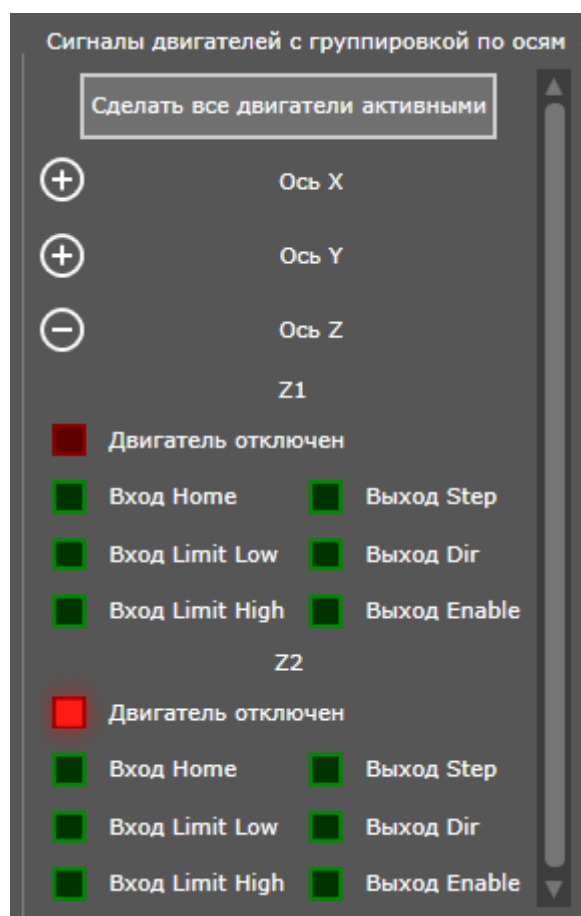 Сигналы двигателей с группировкой по осям
Сделать все двигатели активными
Ось X
Ось Y
Ось Z
Z1
Двигатель отключен
Вход Home Выход Step
Вход Limit Low Выход Dir
Вход Limit High Выход Enable
Z2
Двигатель отключен
Вход Home Выход Step
Вход Limit Low Выход Dir
Вход Limit High Выход Enable